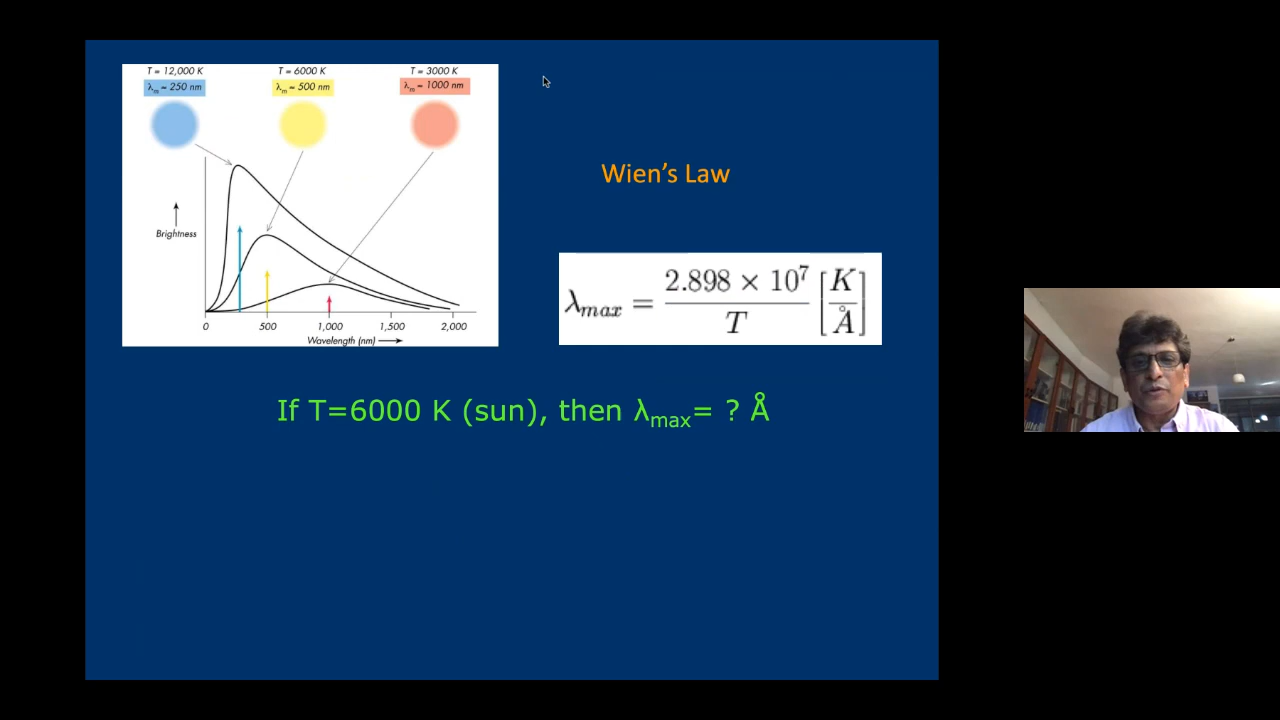 T = 12,000 K
λm ≈ 250 nm
T = 6000 K
λm ≈ 500 nm
T = 3000 K
λm ≈ 1000 nm
Brightness
0 500 1,000 1,500 2,000
Wavelength (nm)
Wien’s Law
λmax = 2.898 × 10⁷ / T [K / Å]
If T=6000 K (sun), then λmax= ? Å